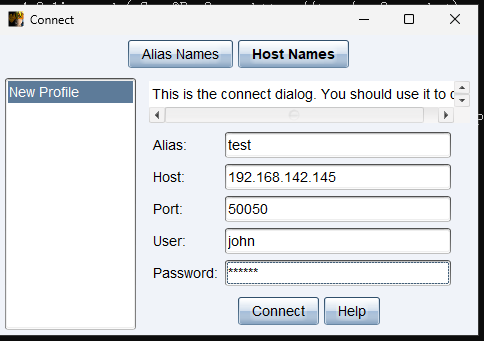 Connect
Alias Names
Host Names
New Profile
This is the connect dialog. You should use it to
Alias:
test
Host:
192.168.142.145
Port:
50050
User:
john
Password:
******
Connect
Help